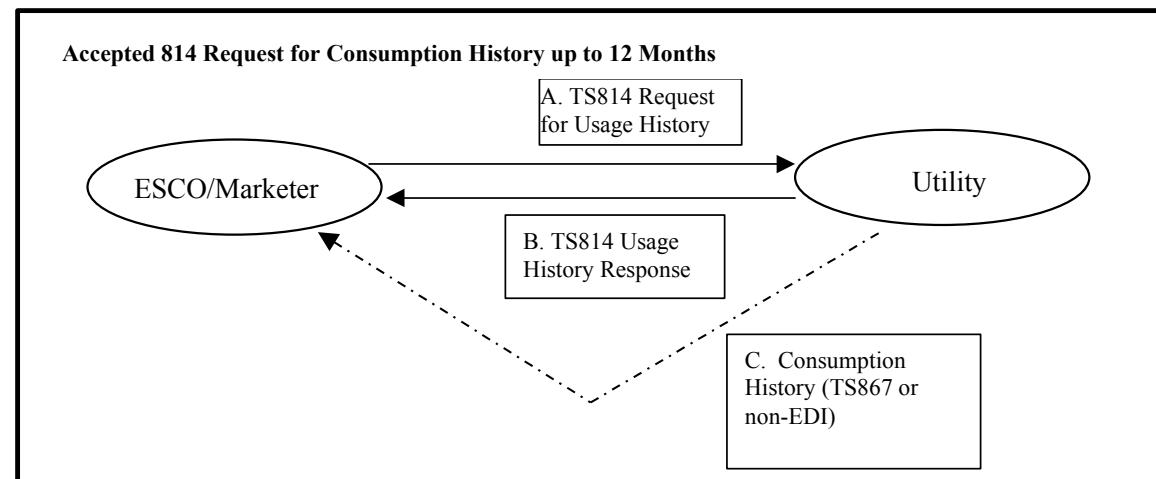 Accepted 814 Request for Consumption History up to 12 Months
A. TS814 Request
for Usage History
ESCO/Marketer
Utility
B. TS814 Usage
History Response
C. Consumption
History (TS867 or
non-EDI)